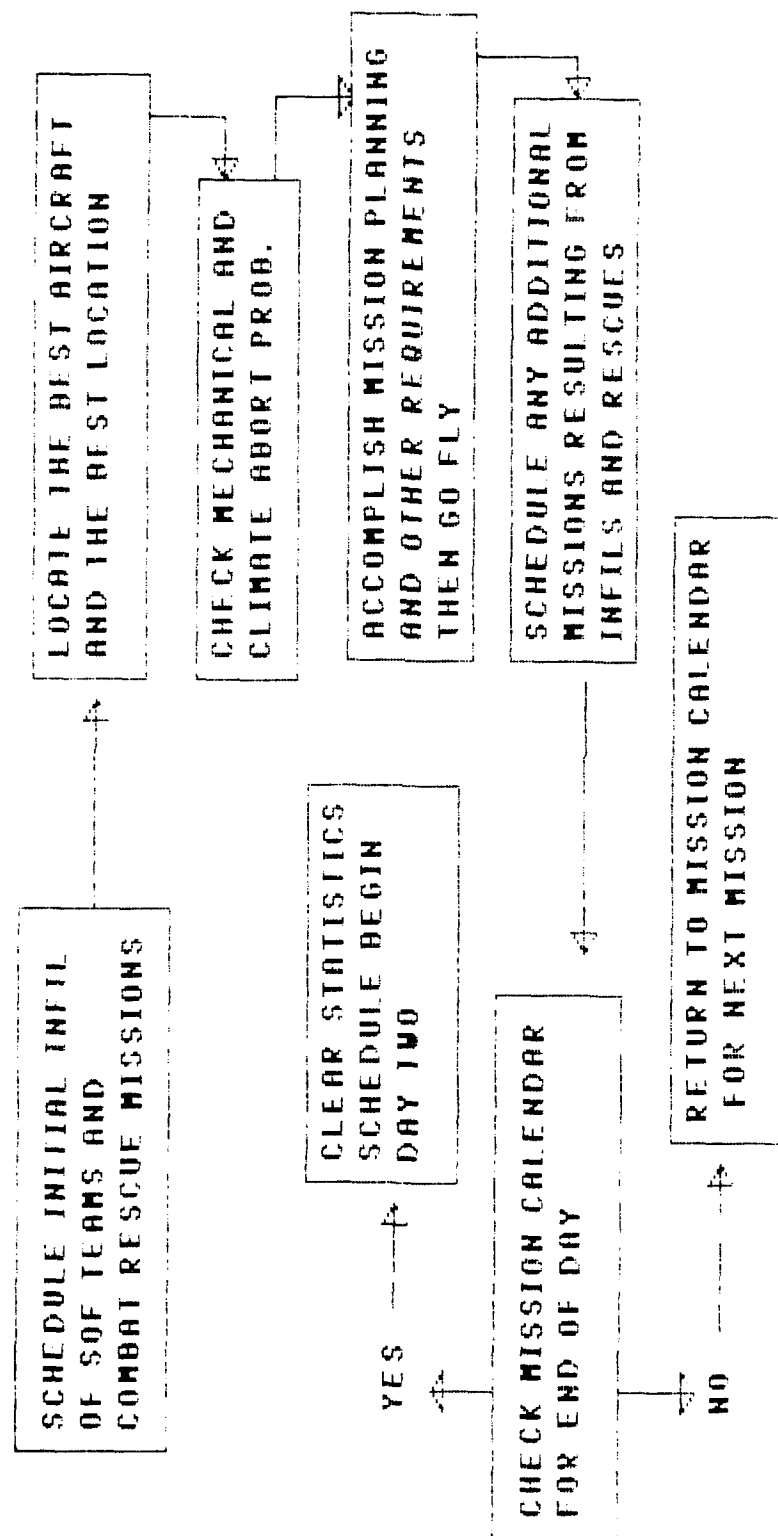 SCHEDULE INITIAL INFIL
OF SOF TEAMS AND
COMBAT RESCUE MISSIONS
LOCATE THE BEST AIRCRAFT
AND THE BEST LOCATION
CHECK MECHANICAL AND
CLIMATE ABORT PROB.
ACCOMPLISH MISSION PLANNING
AND OTHER REQUIREMENTS
THEN GO FLY
SCHEDULE ANY ADDITIONAL
MISSIONS RESULTING FROM
INFILS AND RESCUES
CHECK MISSION CALENDAR
FOR END OF DAY
YES
CLEAR STATISTICS
SCHEDULE BEGIN
DAY TWO
NO
RETURN TO MISSION CALENDAR
FOR NEXT MISSION